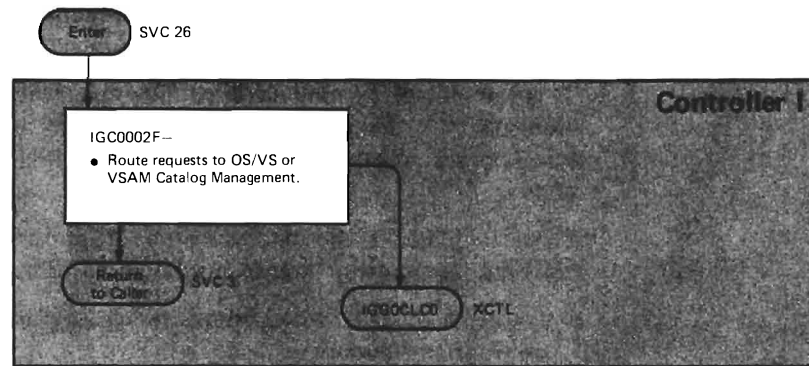 Enter SVC 26
Controller I
IGC0002F—
• Route requests to OS/VS or
VSAM Catalog Management.
Return
to Caller
SVC 3
IGG0CLC0 XCTL